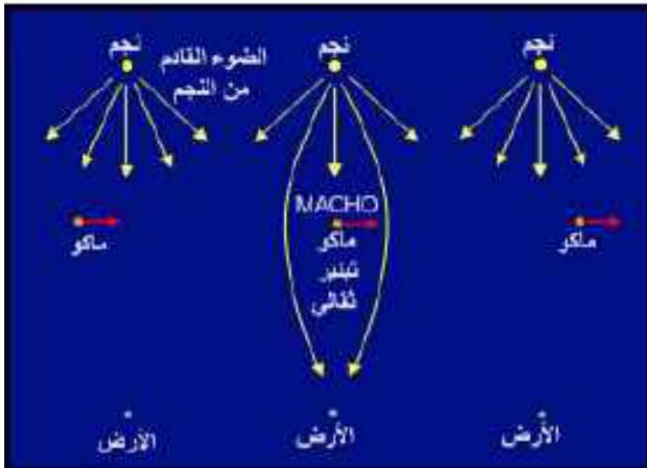 نجم
نجم
نجم
الضوء القادم
من النجم
MACHO
ماكو
ماكو
تبئير
ثقالي
ماكو
الأرض
الأرض
الأرض